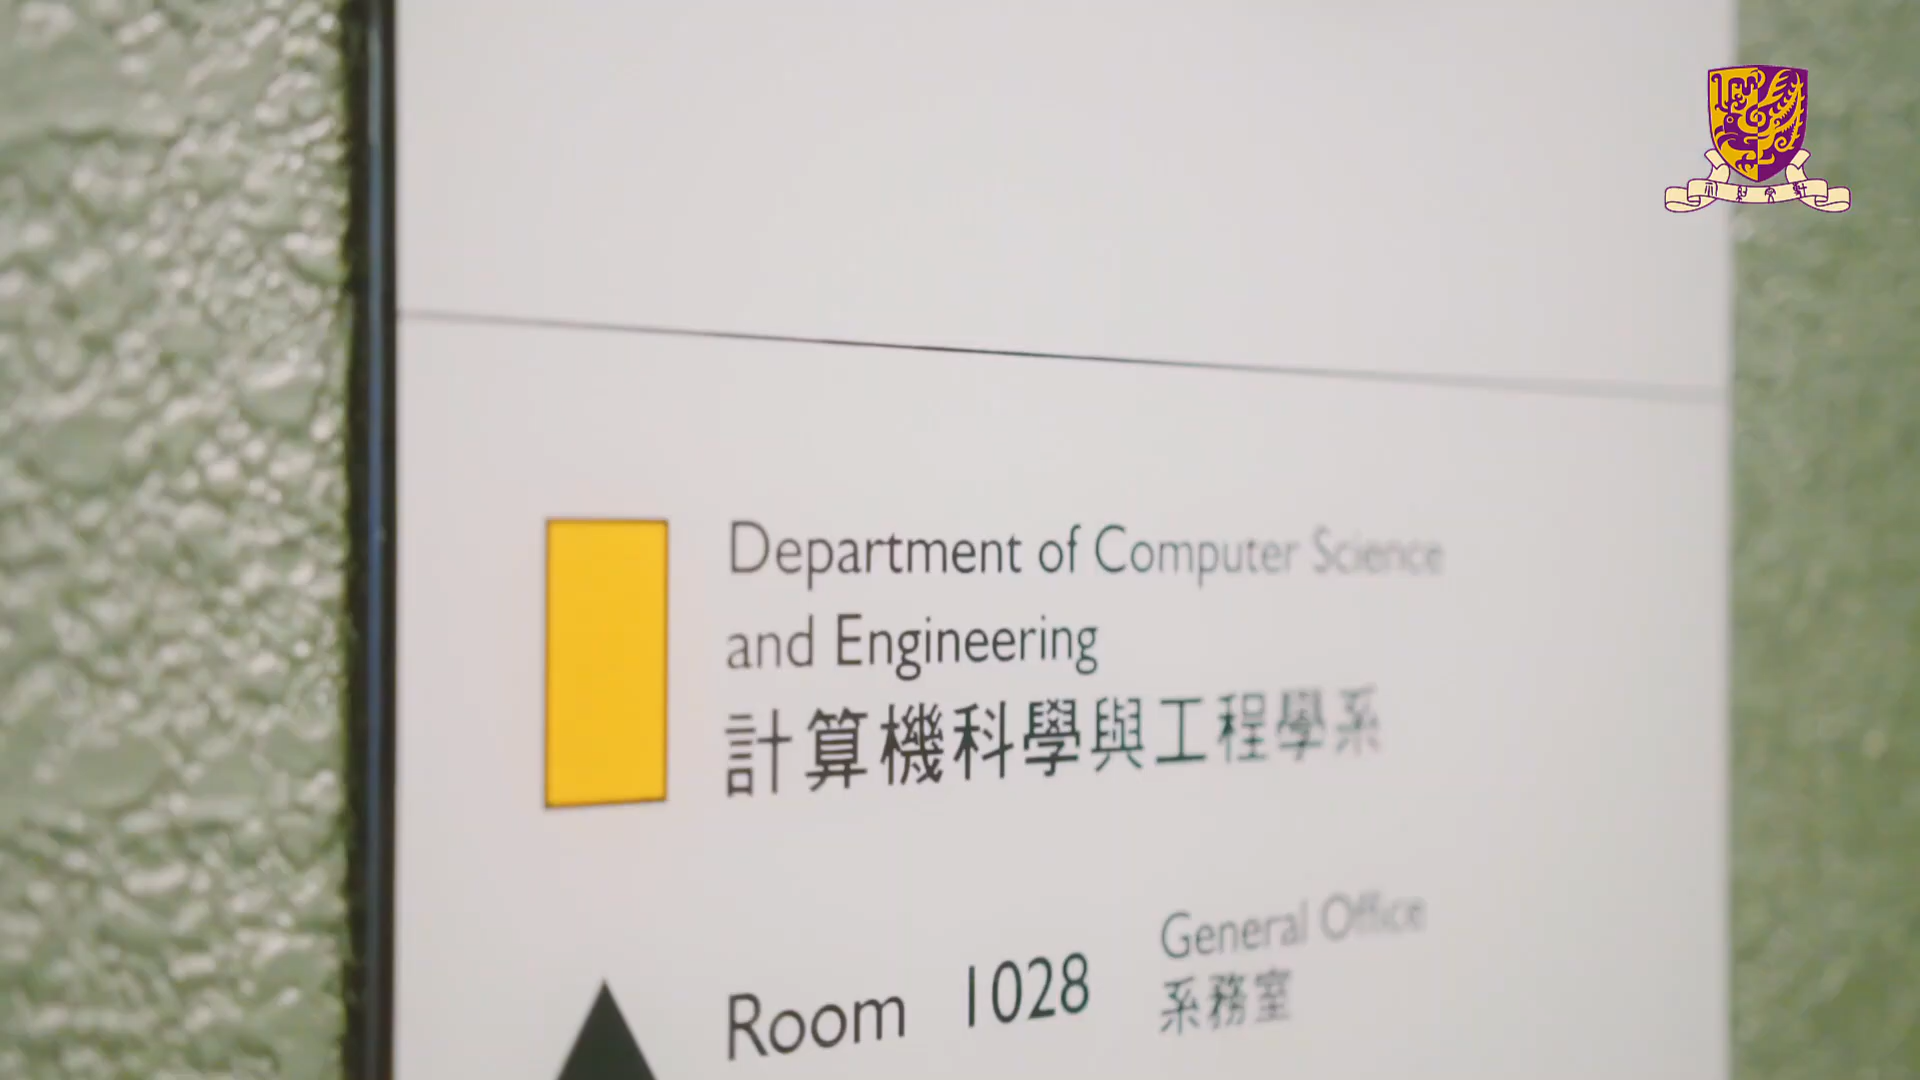 Department of Computer Science
and Engineering
計算機科學與工程學系
Room 1028
General Office
系務室